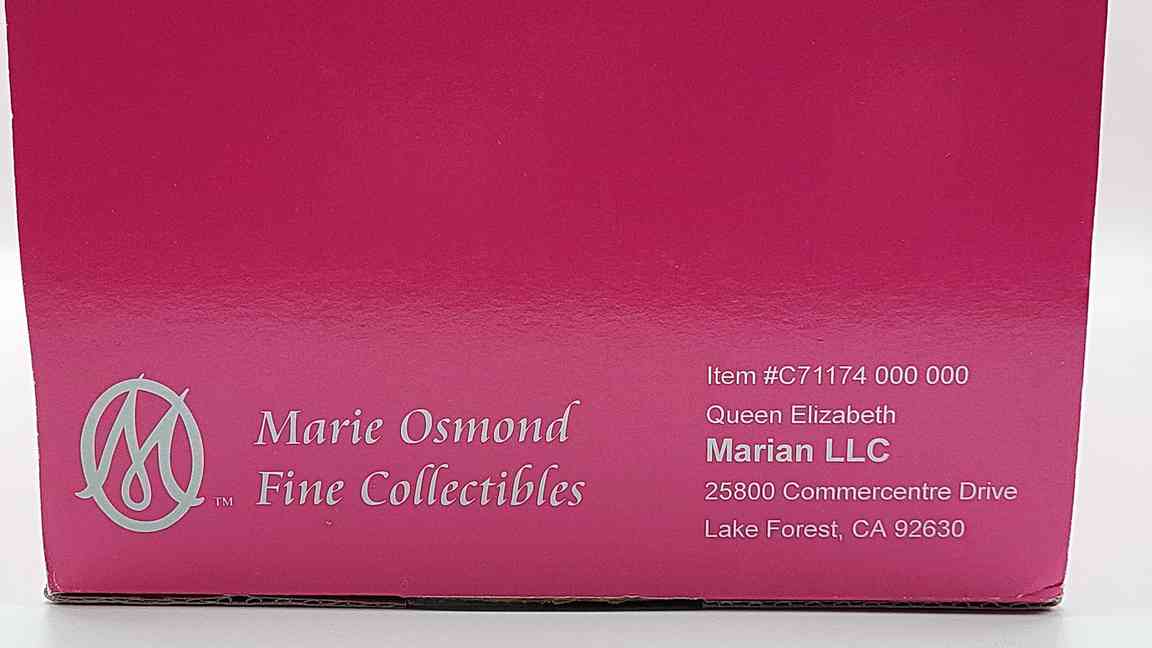 Marie Osmond
Fine Collectibles
TM
Item #C71174 000 000
Queen Elizabeth
Marian LLC
25800 Commercentre Drive
Lake Forest, CA 92630